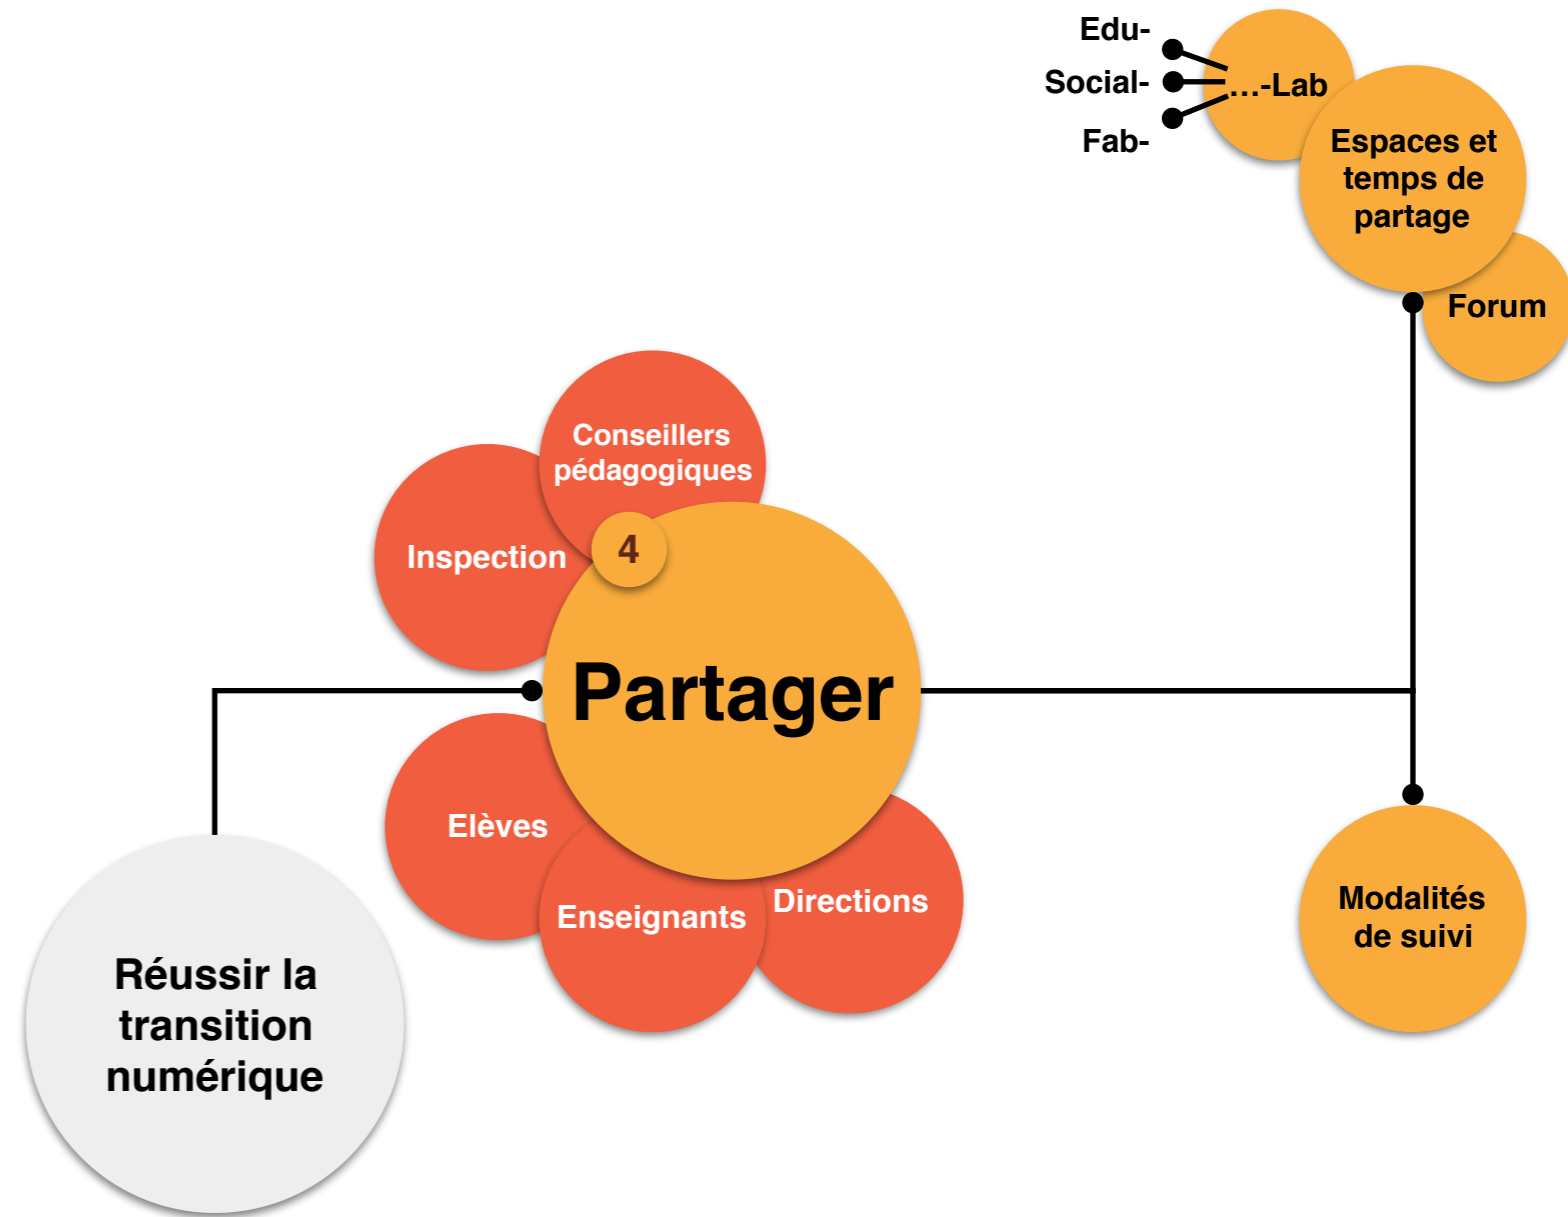 Edu-
Social-
Fab-
...-Lab
Espaces et
temps de
partage
Forum
Conseillers
pédagogiques
Inspection
4
Partager
Elèves
Enseignants
Directions
Réussir la
transition
numérique
Modalités
de suivi